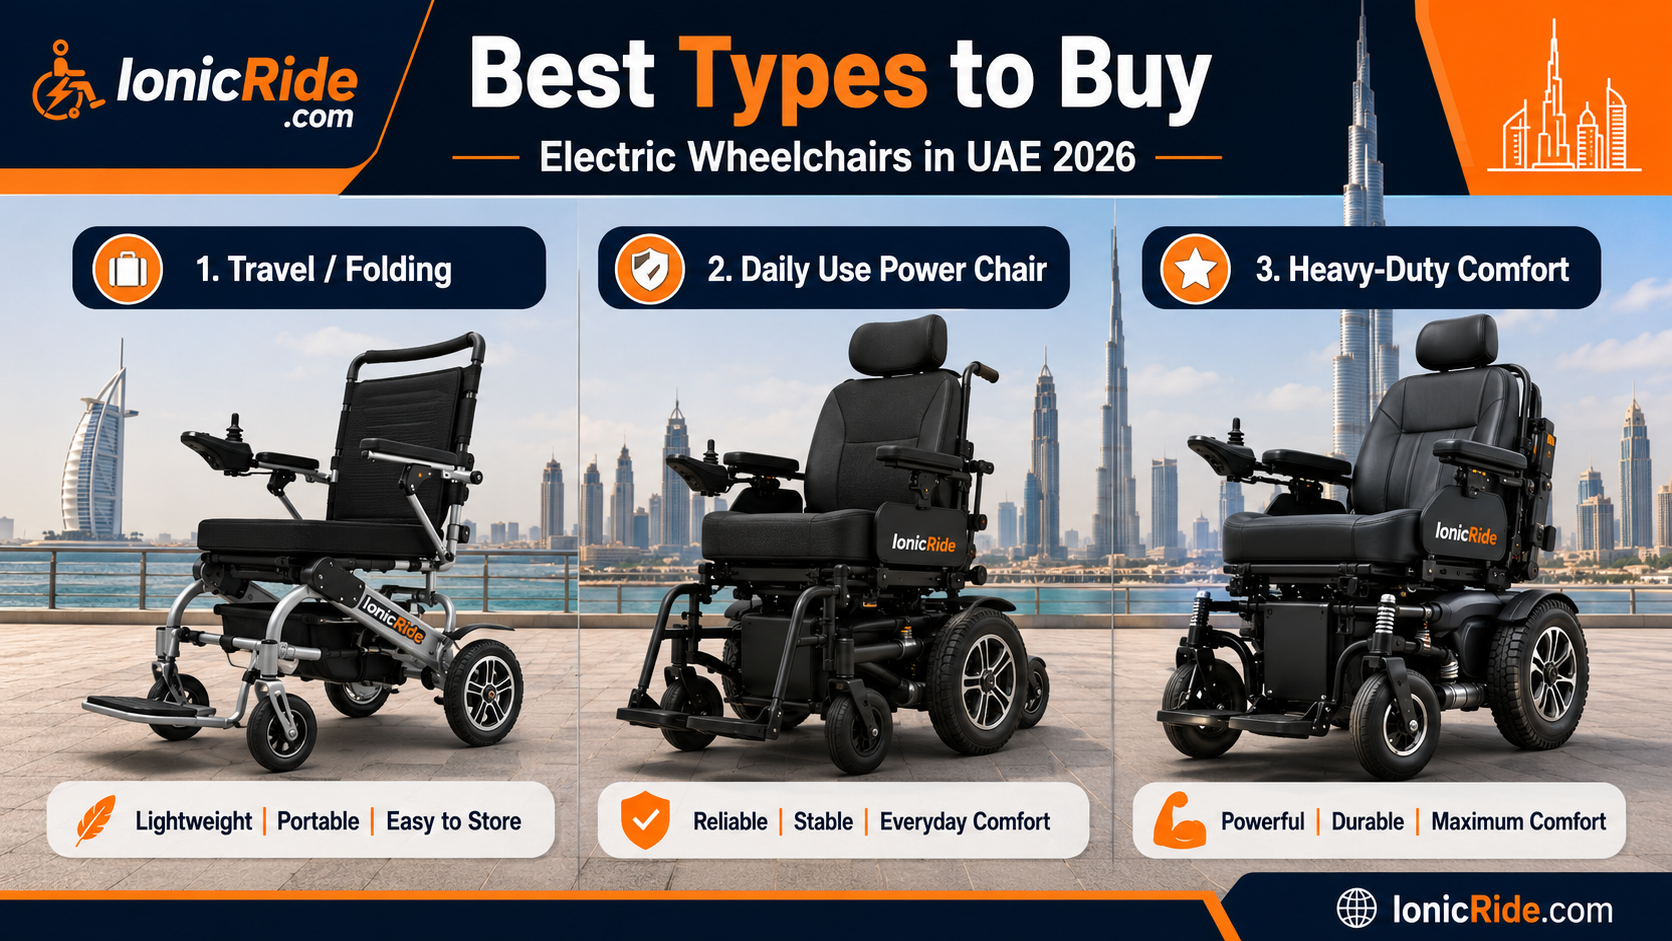 IonicRide
.com
Best Types to Buy
Electric Wheelchairs in UAE 2026
1. Travel / Folding
2. Daily Use Power Chair
3. Heavy-Duty Comfort
IonicRide
IonicRide
IonicRide
Lightweight | Portable | Easy to Store
Reliable | Stable | Everyday Comfort
Powerful | Durable | Maximum Comfort
IonicRide.com